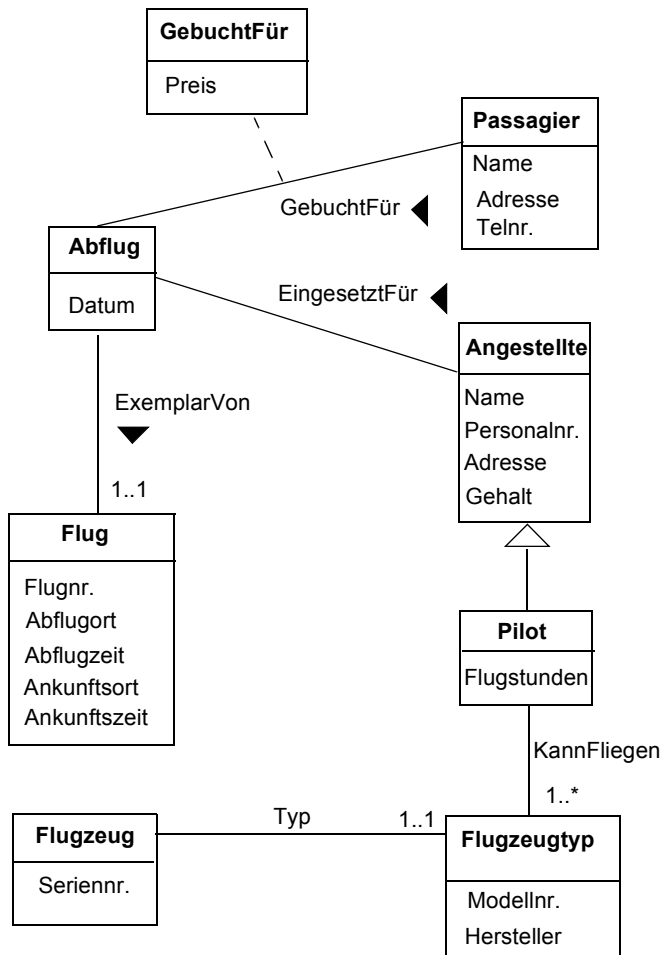 GebuchtFür
Preis
Passagier
Name
Adresse
Telnr.
GebuchtFür
Abflug
Datum
EingesetztFür
Angestellte
Name
Personalnr.
Adresse
Gehalt
ExemplarVon
1..1
Flug
Flugnr.
Abflugort
Abflugzeit
Ankunftsort
Ankunftszeit
Pilot
Flugstunden
KannFliegen
1..*
Typ
1..1
Flugzeug
Seriennr.
Flugzeugtyp
Modellnr.
Hersteller